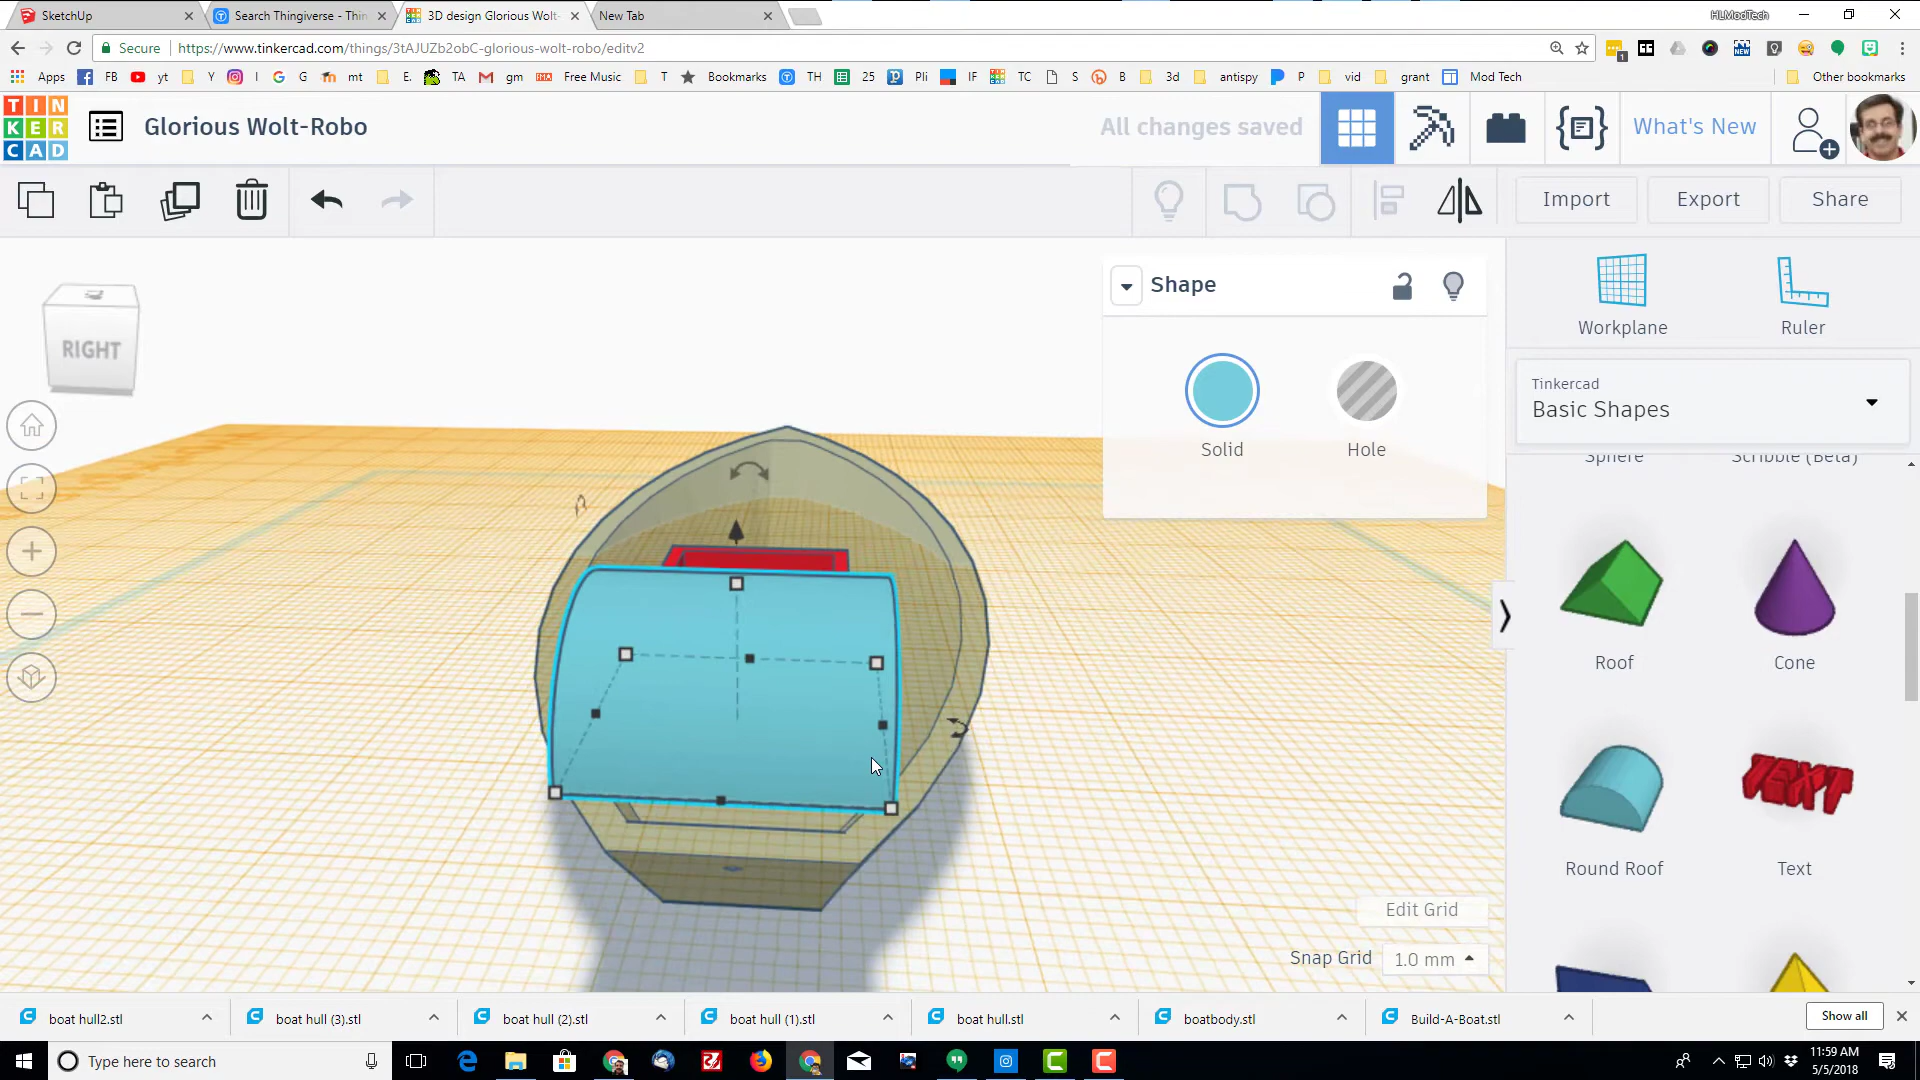 SketchUp
Search Thingiverse - Thin
3D design Glorious Wolt-
New Tab
HLModTech
Secure
https://www.tinkercad.com/things/3tAJUZb2obC-glorious-wolt-robo/editv2
Apps
FB
yt
Y
I
G
mt
E.
TA
gm
Free Music
T
Bookmarks
TH
25
Pli
IF
TC
S
B
3d
antispy
P
vid
grant
Mod Tech
Other bookmarks
TIN
KER
CAD
Glorious Wolt-Robo
All changes saved
What's New
Import
Export
Share
RIGHT
Shape
Solid
Hole
Workplane
Ruler
Tinkercad
Basic Shapes
Sphere
Scribble (Beta)
Roof
Cone
TEXT
Round Roof
Text
Edit Grid
Snap Grid
1.0 mm
boat hull2.stl
boat hull (3).stl
boat hull (2).stl
boat hull (1).stl
boat hull.stl
boatbody.stl
Build-A-Boat.stl
Show all
Type here to search
11:59 AM
5/5/2018